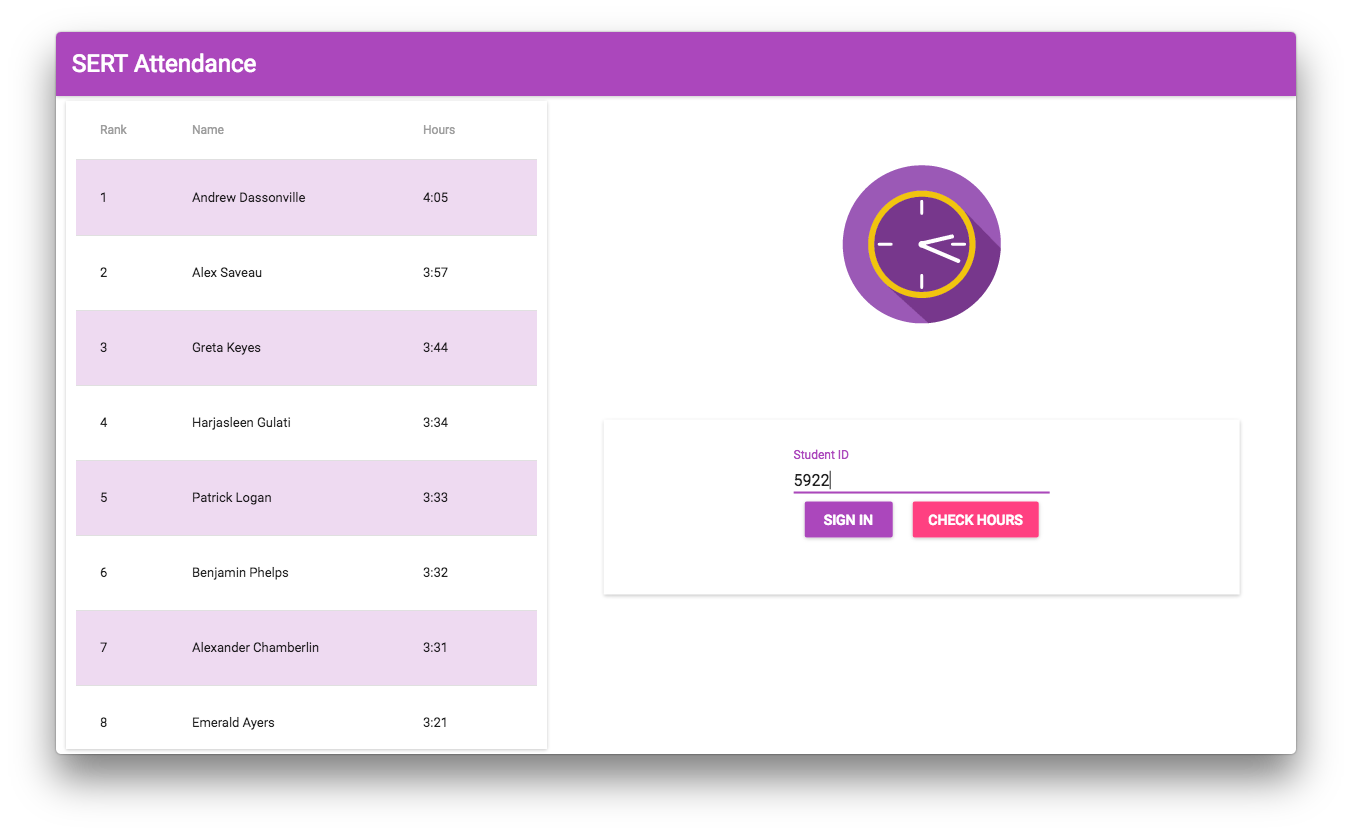 SERT Attendance
Rank Name Hours
1 Andrew Dassonville 4:05
2 Alex Saveau 3:57
3 Greta Keyes 3:44
4 Harjasleen Gulati 3:34
5 Patrick Logan 3:33
6 Benjamin Phelps 3:32
7 Alexander Chamberlin 3:31
8 Emerald Ayers 3:21
Student ID
5922
SIGN IN CHECK HOURS